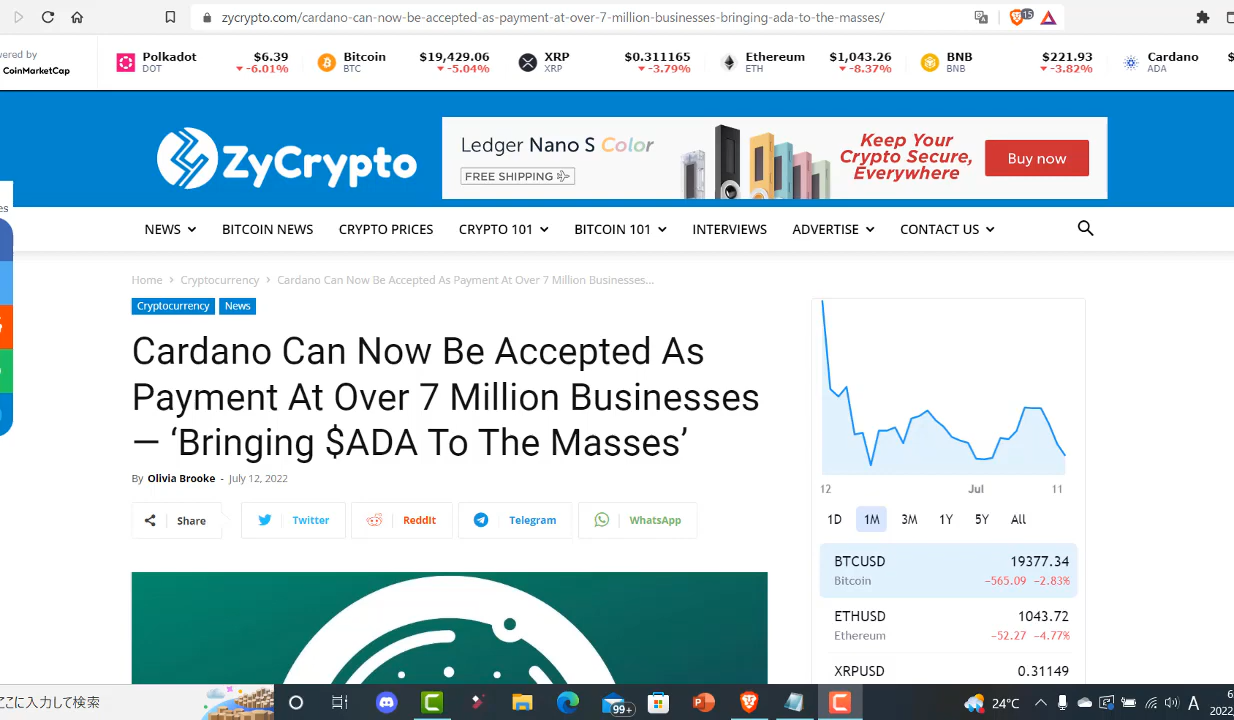 zycrypto.com/cardano-can-now-be-accepted-as-payment-at-over-7-million-businesses-bringing-ada-to-the-masses/
15
by
CoinMarketCap
Polkadot $6.39
DOT -6.01%
Bitcoin $19,429.06
BTC -5.04%
XRP $0.311165
XRP -3.79%
Ethereum $1,043.26
ETH -8.37%
BNB $221.93
BNB -3.82%
Cardano $
ADA
ZyCrypto
Ledger Nano S Color
FREE SHIPPING
Keep Your
Crypto Secure,
Everywhere
Buy now
NEWS BITCOIN NEWS CRYPTO PRICES CRYPTO 101 BITCOIN 101 INTERVIEWS ADVERTISE CONTACT US
Home > Cryptocurrency > Cardano Can Now Be Accepted As Payment At Over 7 Million Businesses...
Cryptocurrency News
Cardano Can Now Be Accepted As
Payment At Over 7 Million Businesses
— ‘Bringing $ADA To The Masses’
By Olivia Brooke - July 12, 2022
Share Twitter ReddIt Telegram WhatsApp
12 Jul 11
1D 1M 3M 1Y 5Y All
BTCUSD 19377.34
Bitcoin -565.09 -2.83%
ETHUSD 1043.72
Ethereum -52.27 -4.77%
XRPUSD 0.31149
ここに入力して検索
99+
24°C
A
2022